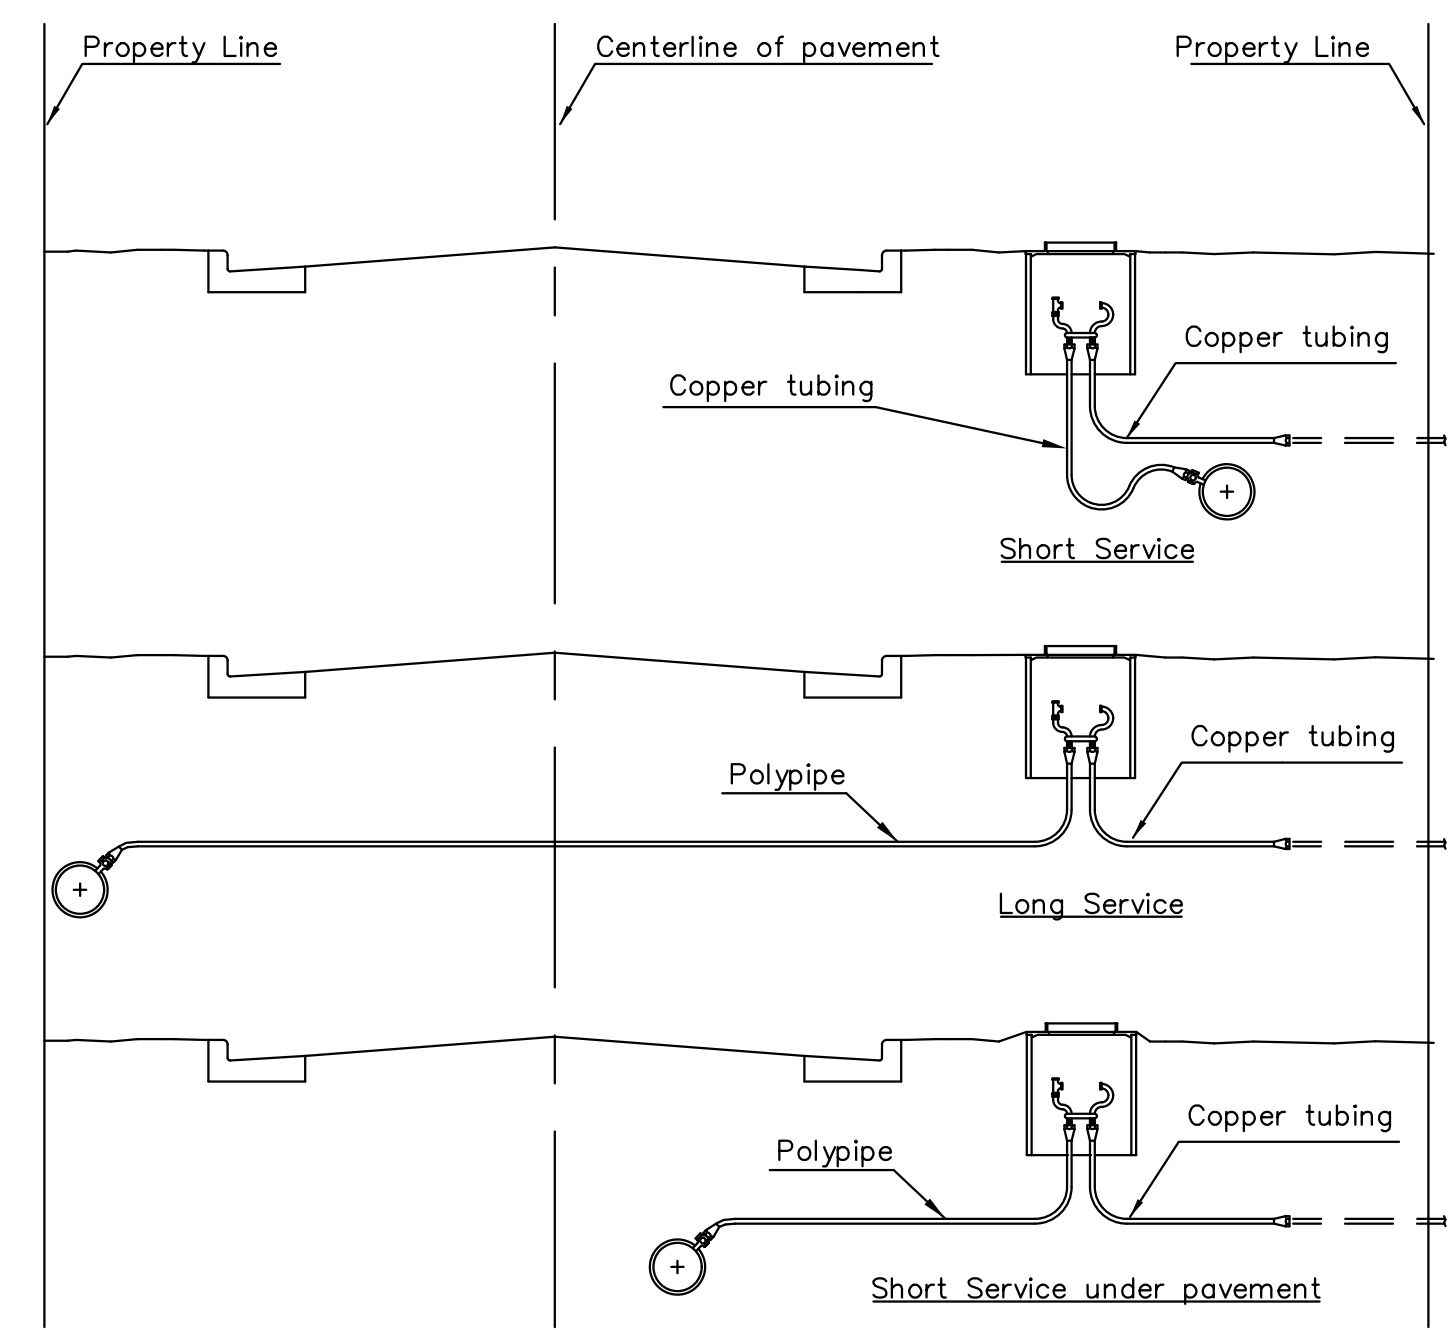 Property Line
Centerline of pavement
Property Line
Copper tubing
Copper tubing
Short Service
Copper tubing
Polypipe
Long Service
Copper tubing
Polypipe
Short Service under pavement